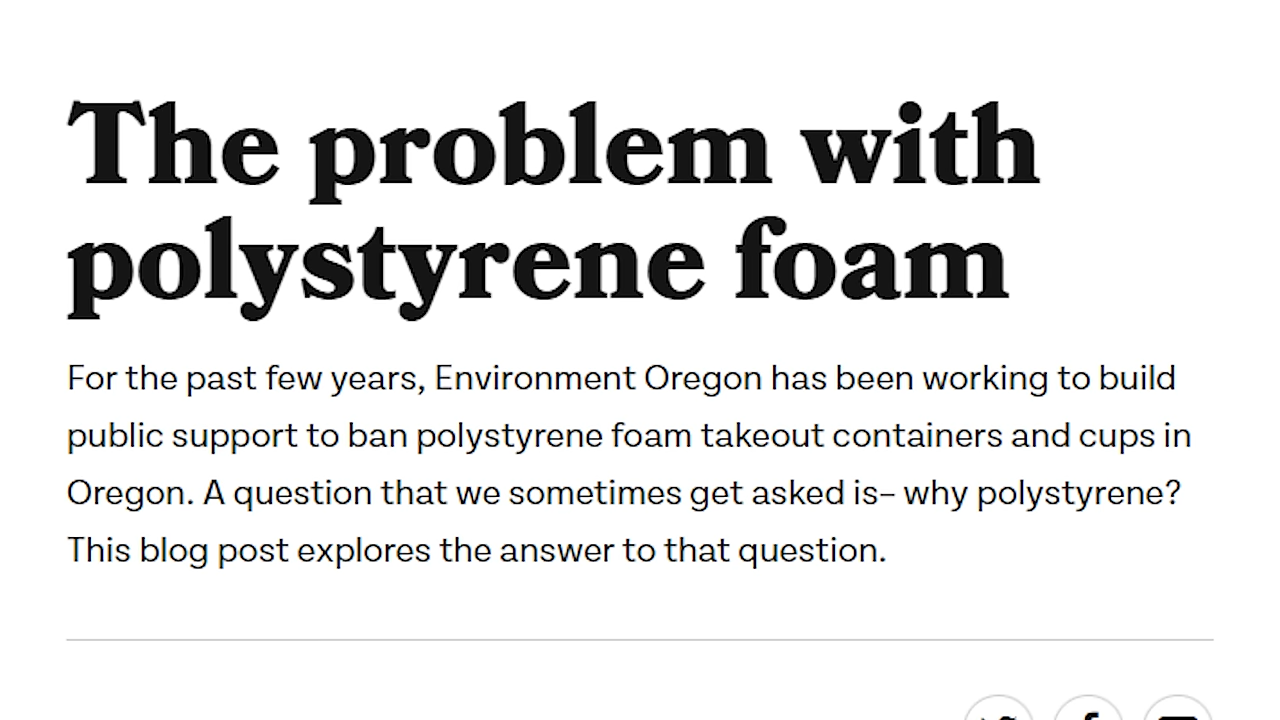 The problem with
polystyrene foam
For the past few years, Environment Oregon has been working to build
public support to ban polystyrene foam takeout containers and cups in
Oregon. A question that we sometimes get asked is– why polystyrene?
This blog post explores the answer to that question.